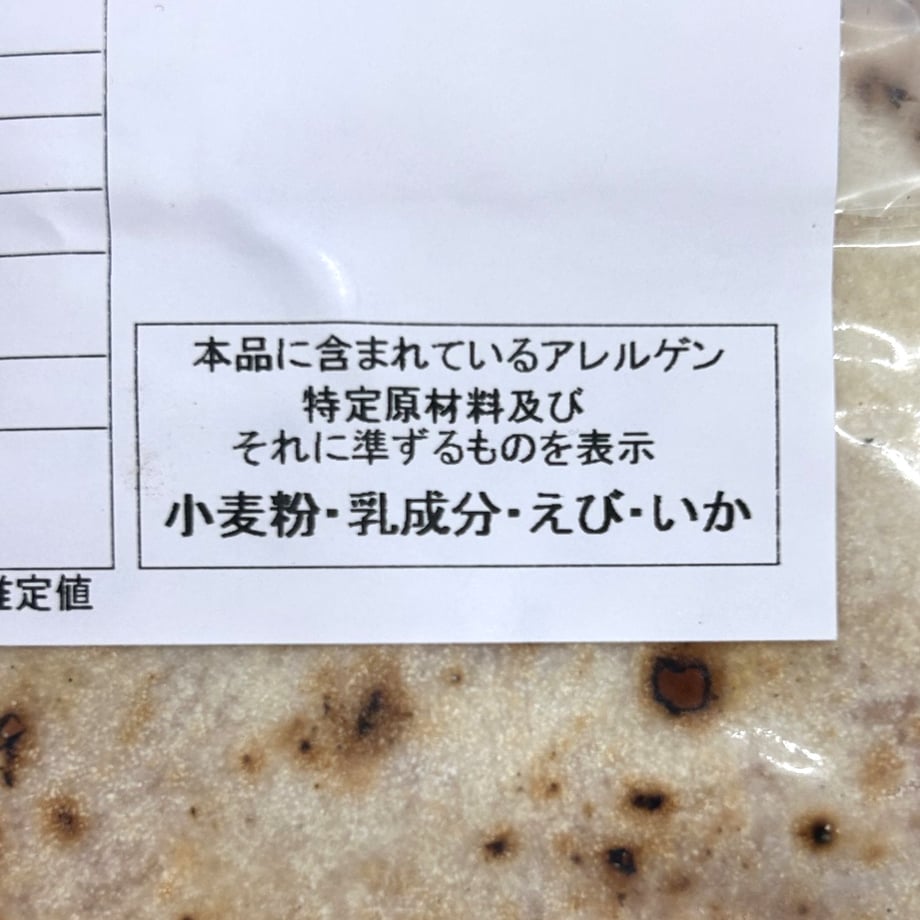 本品に含まれているアレルゲン
特定原材料及び
それに準ずるものを表示
小麦粉・乳成分・えび・いか
定値